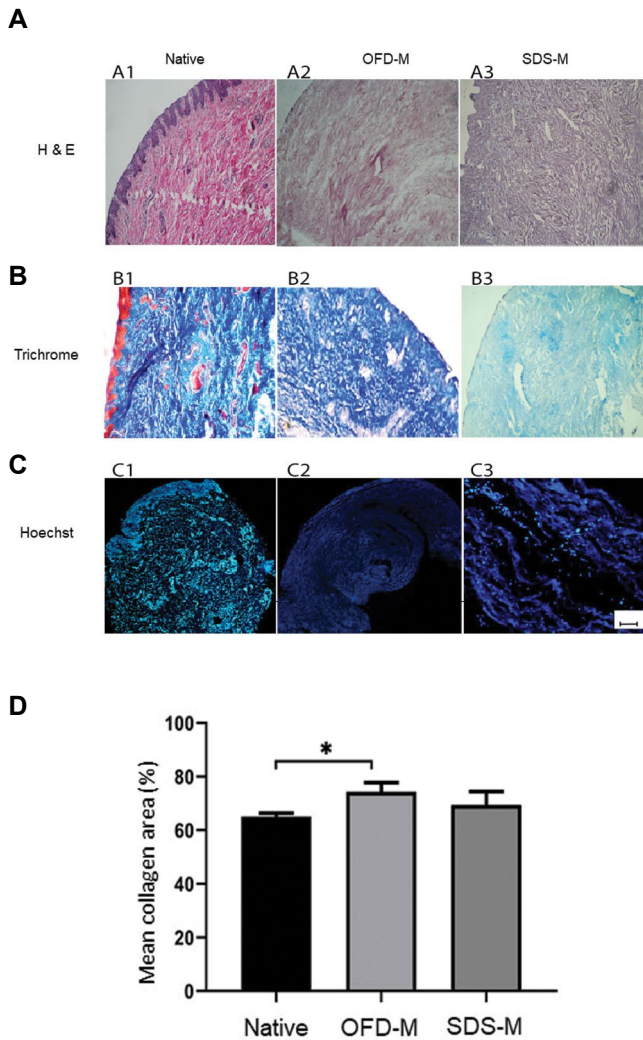 A
Native OFD-M SDS-M
A1 A2 A3
H & E
B
B1 B2 B3
Trichrome
C
C1 C2 C3
Hoechst
D
100
80
60
40
20
0
Mean collagen area (%)
*
Native OFD-M SDS-M